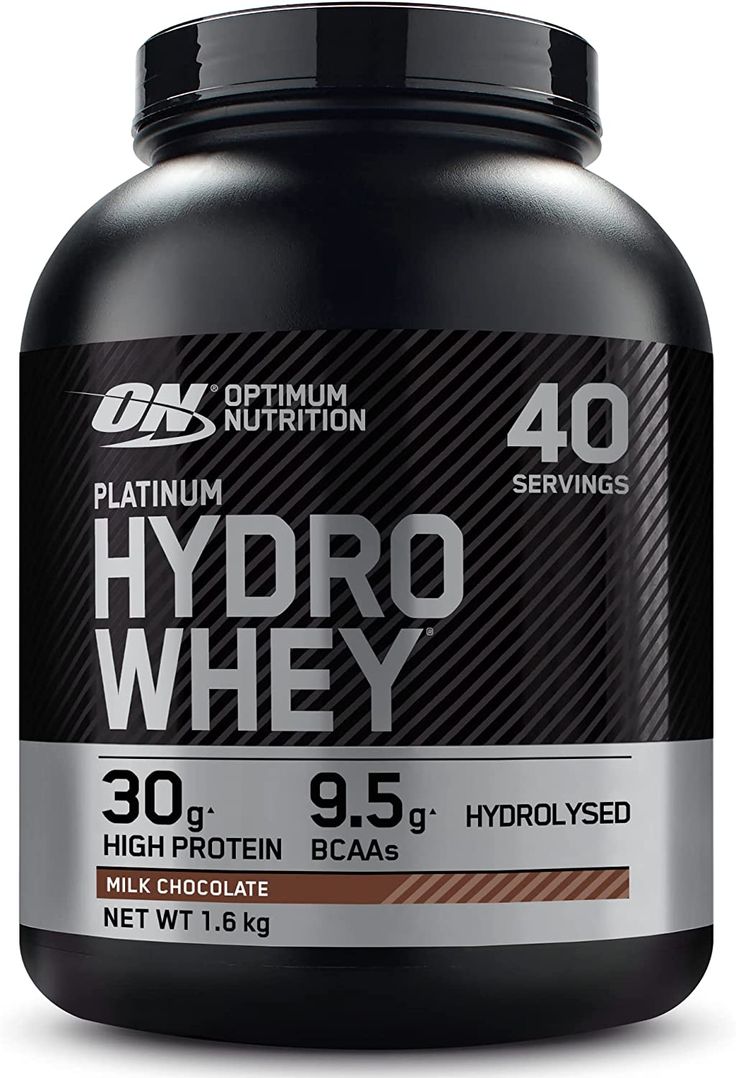 ON® OPTIMUM
NUTRITION
40
SERVINGS
PLATINUM
HYDRO
WHEY®
30g▲
HIGH PROTEIN
9.5g▲
BCAAs
HYDROLYSED
MILK CHOCOLATE
NET WT 1.6 kg